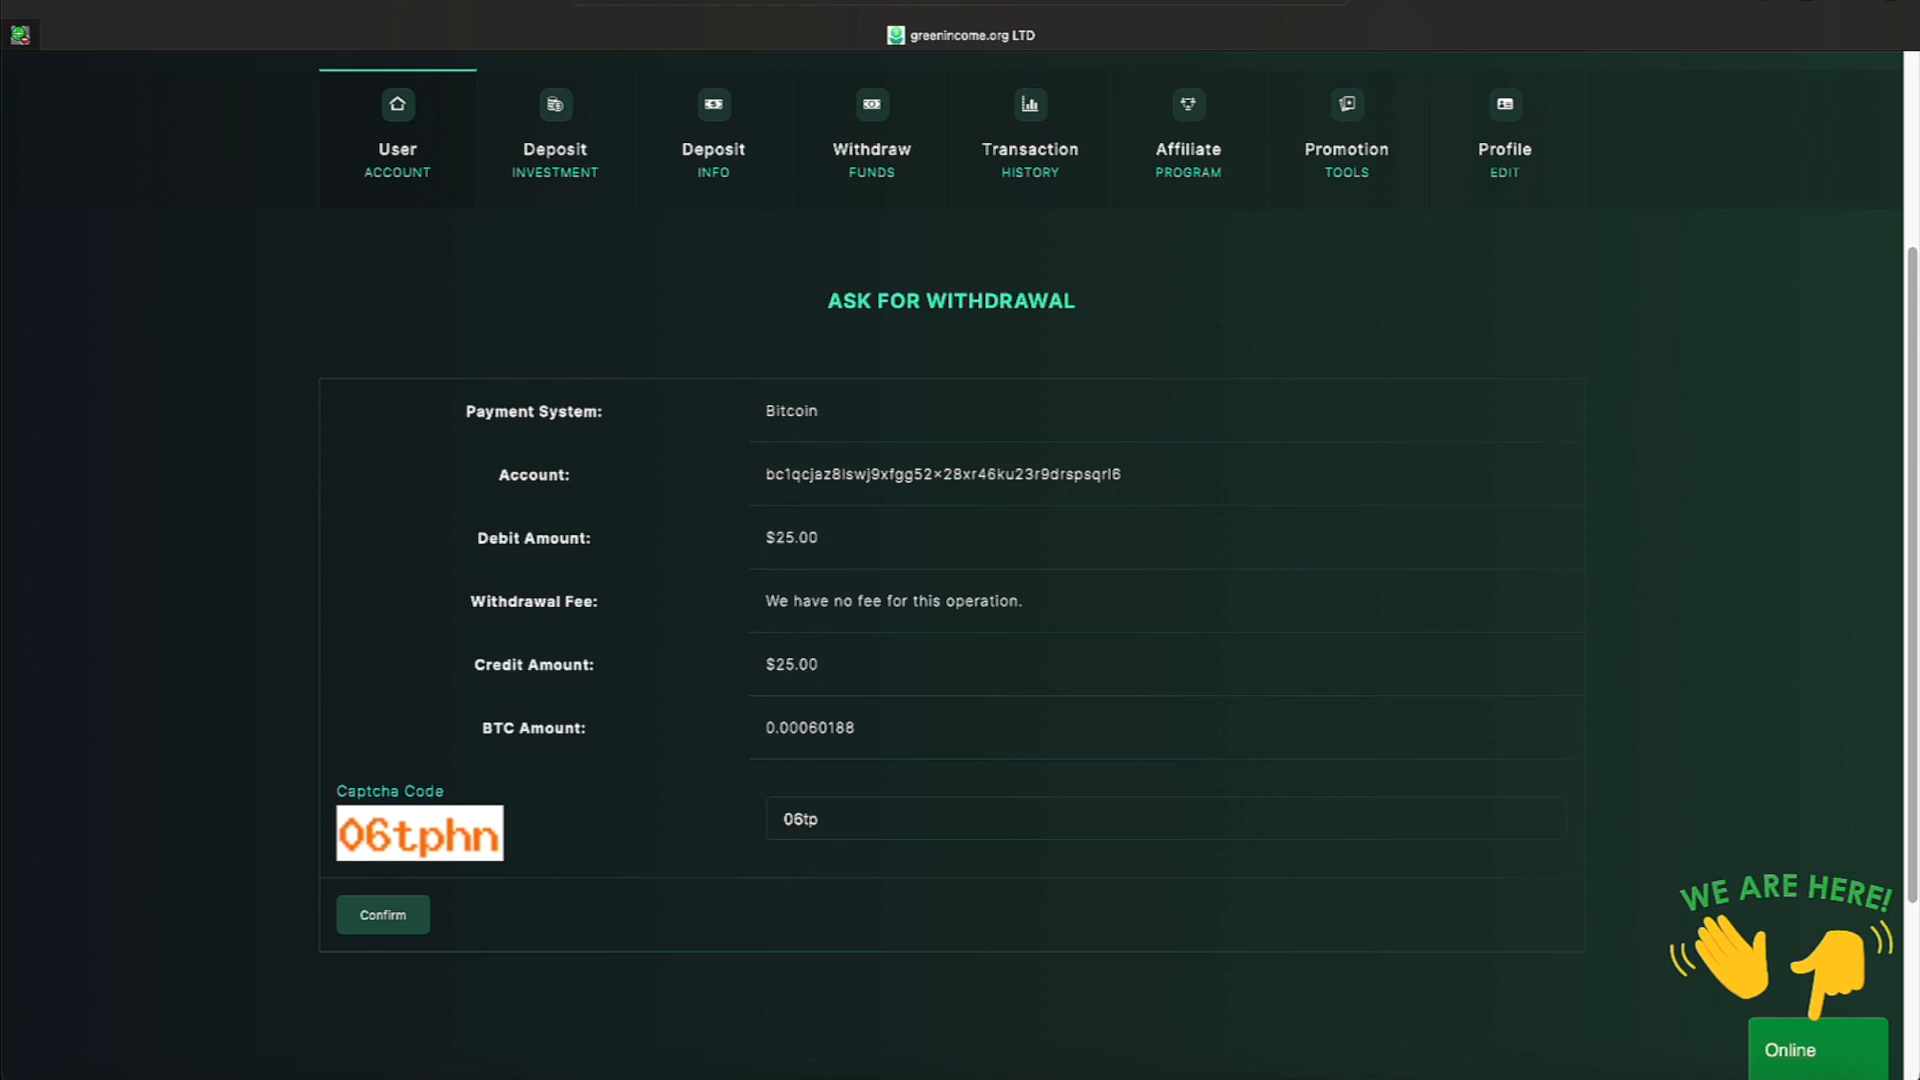 greenincome.org LTD
User
ACCOUNT
Deposit
INVESTMENT
Deposit
INFO
Withdraw
FUNDS
Transaction
HISTORY
Affiliate
PROGRAM
Promotion
TOOLS
Profile
EDIT
ASK FOR WITHDRAWAL
Payment System: Bitcoin
Account: bc1qcjaz8lswj9xfgg52×28xr46ku23r9drspsqrl6
Debit Amount: $25.00
Withdrawal Fee: We have no fee for this operation.
Credit Amount: $25.00
BTC Amount: 0.00060188
Captcha Code
06tphn
06tp
Confirm
WE ARE HERE!
Online